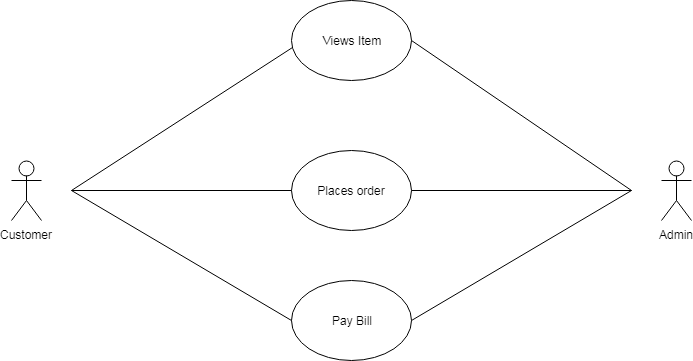 Views Item
Places order
Customer
Admin
Pay Bill